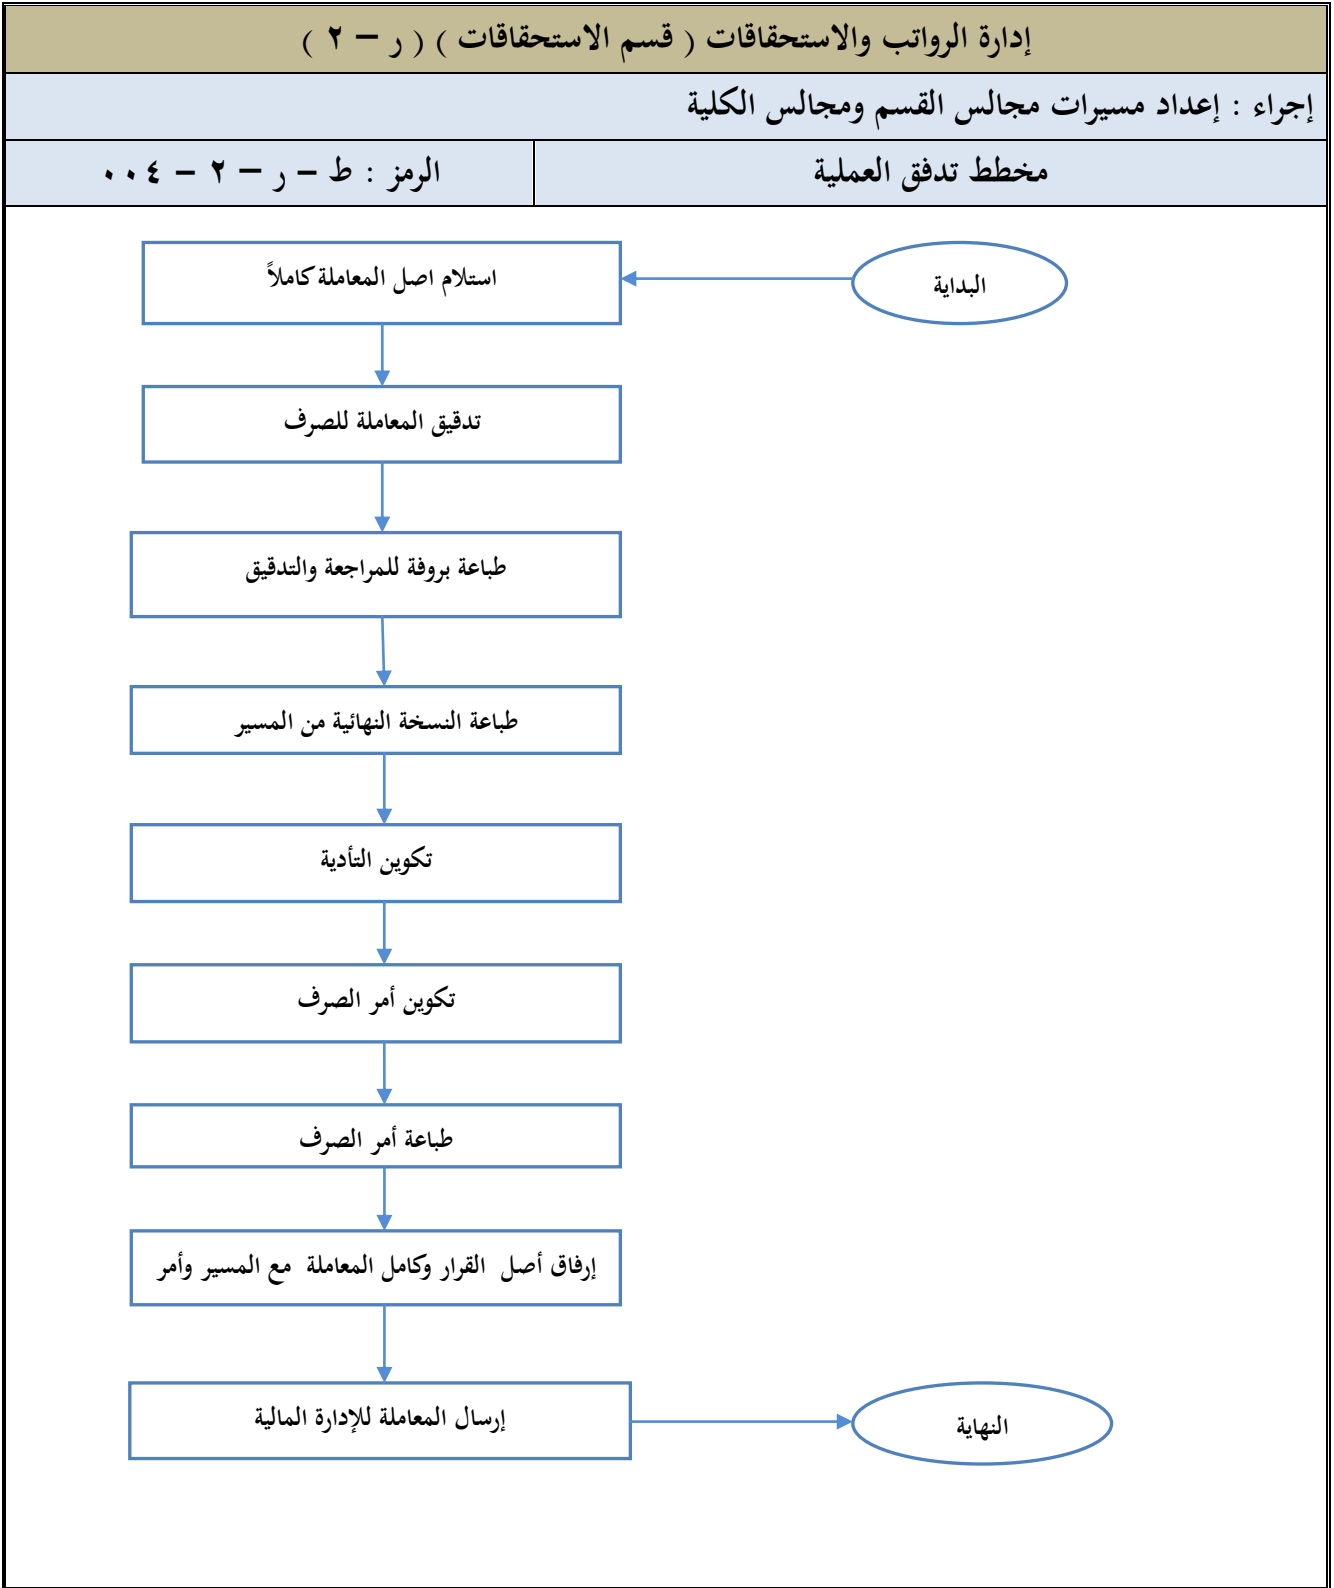 إدارة الرواتب والاستحقاقات ( قسم الاستحقاقات ) ( ر – ٢ )
إجراء : إعداد مسيرات مجالس القسم ومجالس الكلية
مخطط تدفق العملية
الرمز : ط – ر – ٢ – ٠٠٤
البداية
استلام اصل المعاملة كاملاً
تدقيق المعاملة للصرف
طباعة بروفة للمراجعة والتدقيق
طباعة النسخة النهائية من المسير
تكوين التأدية
تكوين أمر الصرف
طباعة أمر الصرف
إرفاق أصل القرار وكامل المعاملة مع المسير وأمر
إرسال المعاملة للإدارة المالية
النهاية